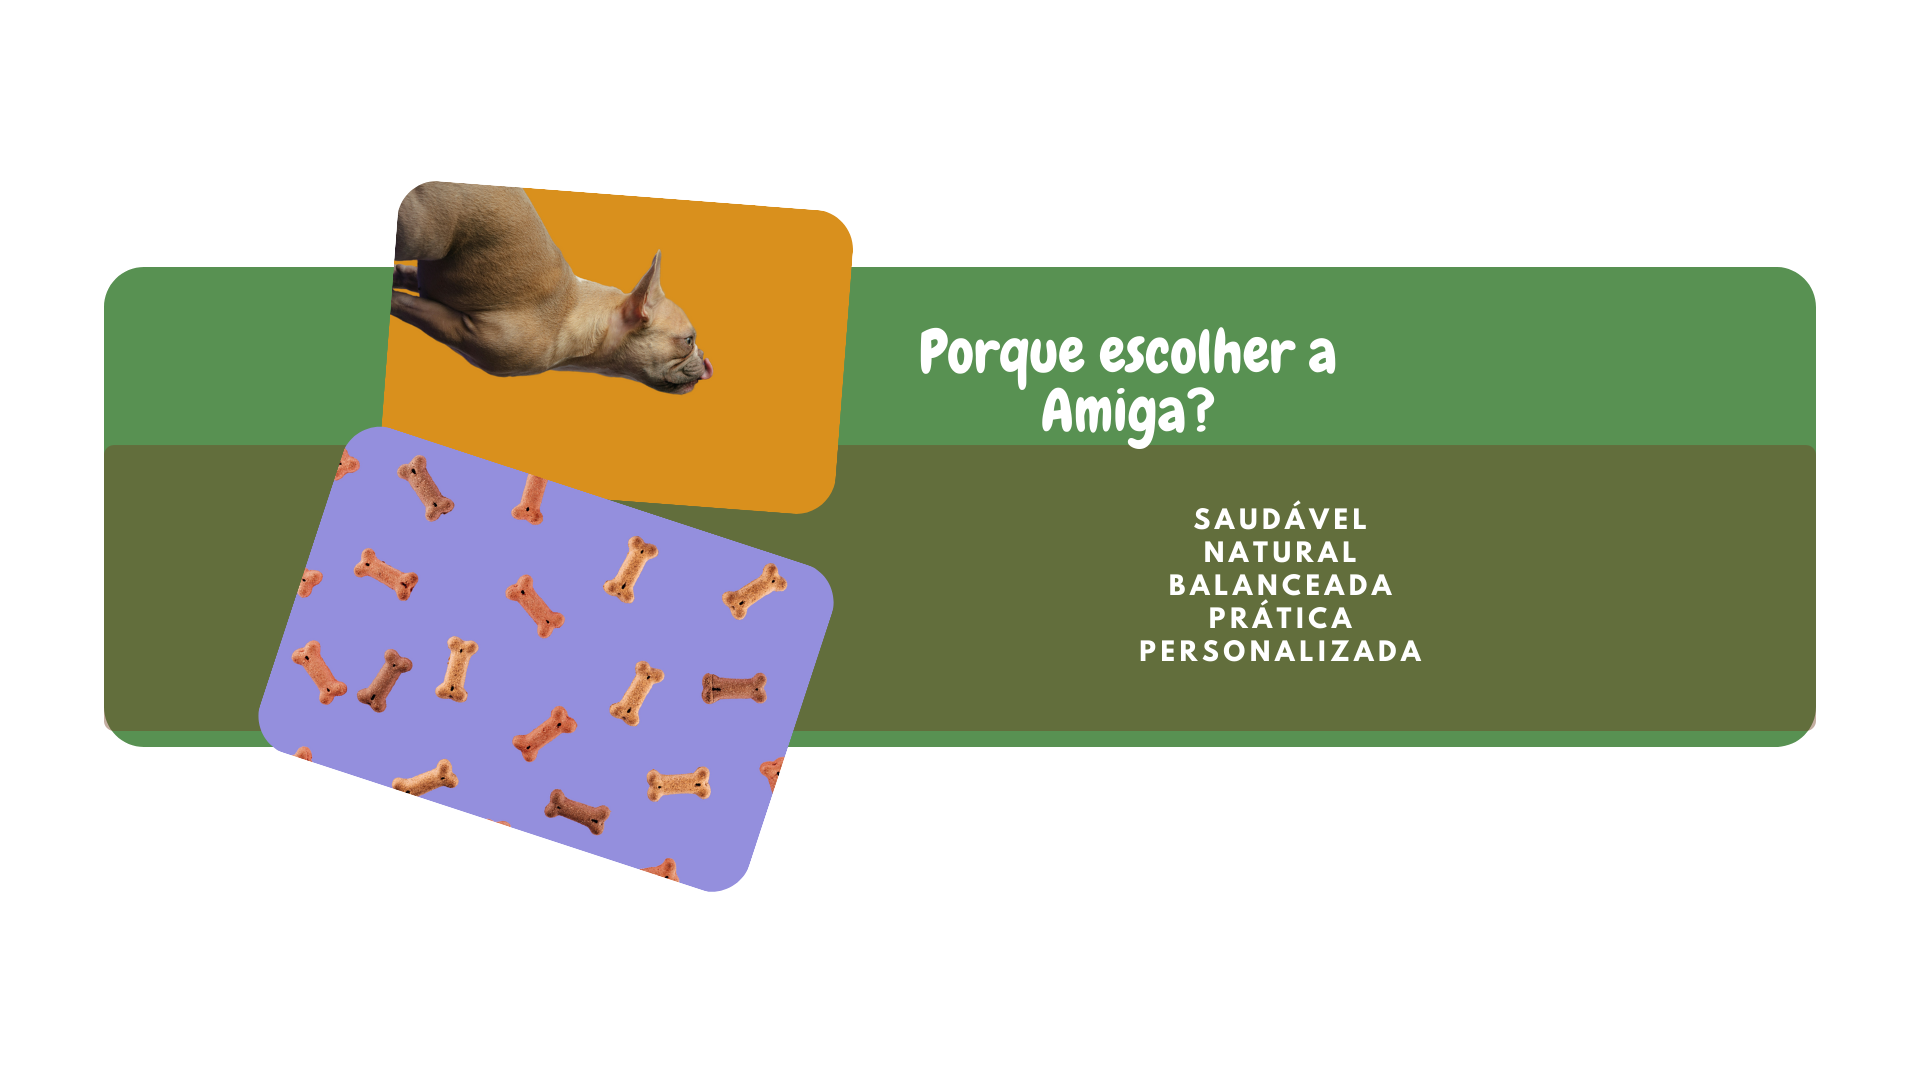 Porque escolher a
Amiga?
SAUDÁVEL
NATURAL
BALANCEADA
PRÁTICA
PERSONALIZADA